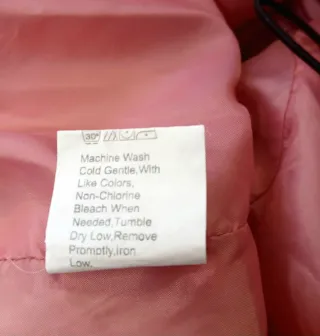 30°
Machine Wash
Cold Gentle,With
Like Colors,
Non-Chlorine
Bleach When
Needed,Tumble
Dry Low,Remove
Promptly,Iron
Low.